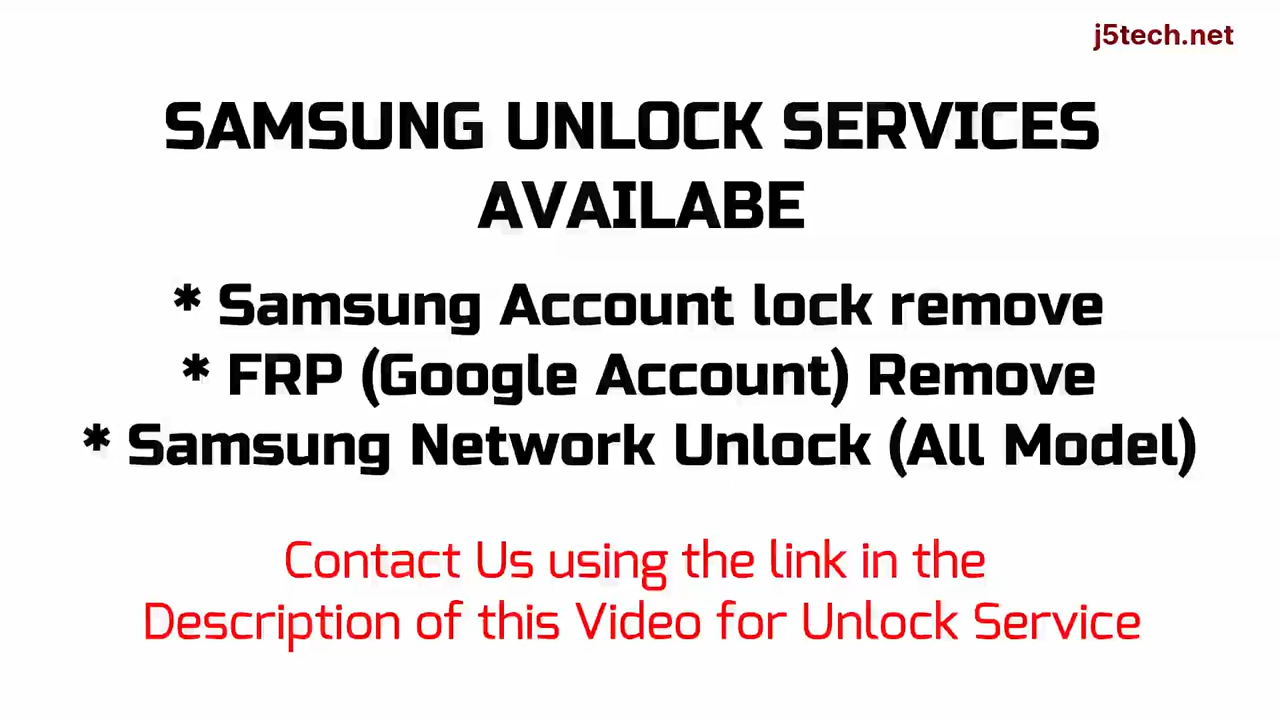 j5tech.net
SAMSUNG UNLOCK SERVICES
AVAILABE
* Samsung Account lock remove
* FRP (Google Account) Remove
* Samsung Network Unlock (All Model)
Contact Us using the link in the
Description of this Video for Unlock Service